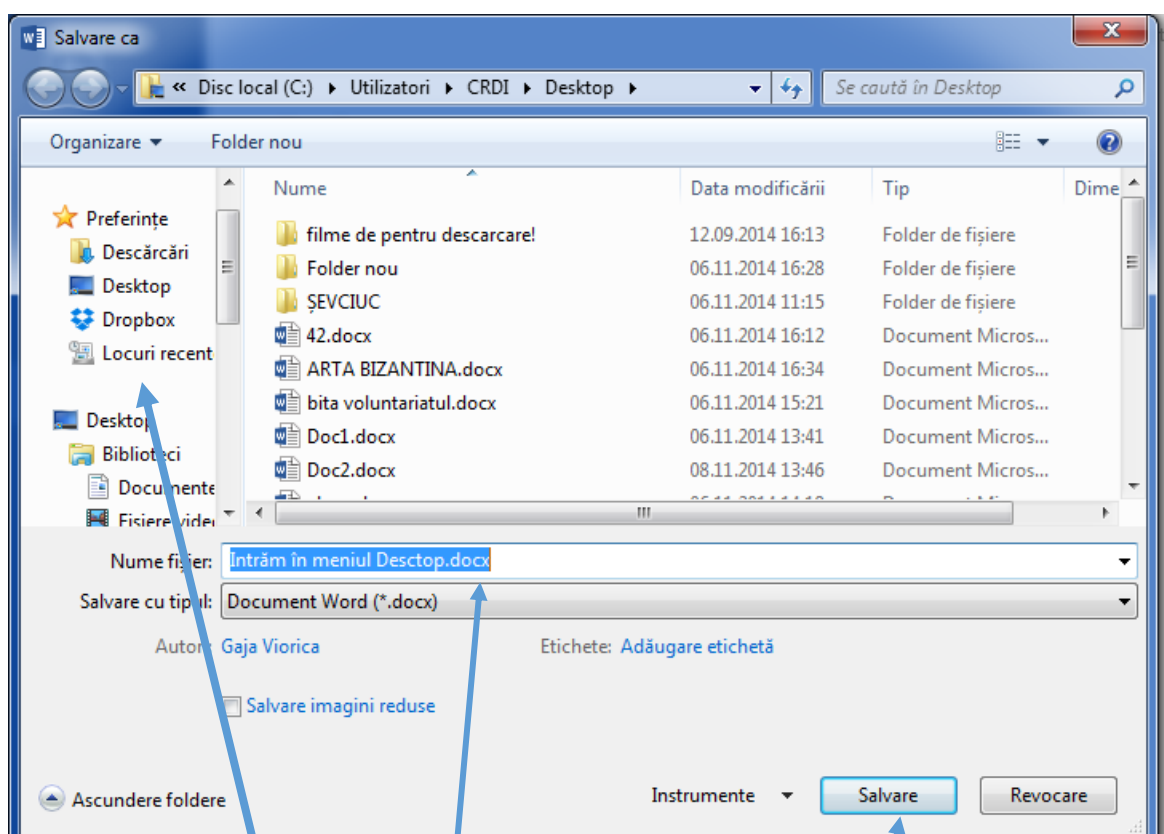 Salvare ca
« Disc local (C:) ▸ Utilizatori ▸ CRDI ▸ Desktop ▸ Se caută în Desktop
Organizare Folder nou
Nume Data modificării Tip Dime
Preferințe
Descărcări
Desktop
Dropbox
Locuri recent
Desktop
Biblioteci
Documente
Fișiere video
filme de pentru descarcare! 12.09.2014 16:13 Folder de fișiere
Folder nou 06.11.2014 16:28 Folder de fișiere
ȘEVCIUC 06.11.2014 11:15 Folder de fișiere
42.docx 06.11.2014 16:12 Document Micros...
ARTA BIZANTINA.docx 06.11.2014 16:34 Document Micros...
bita voluntariatul.docx 06.11.2014 15:21 Document Micros...
Doc1.docx 06.11.2014 13:41 Document Micros...
Doc2.docx 08.11.2014 13:46 Document Micros...
Nume fișier: Intrăm în meniul Desctop.docx
Salvare cu tipul: Document Word (*.docx)
Autori: Gaja Viorica Etichete: Adăugare etichetă
Salvare imagini reduse
Ascundere foldere Instrumente Salvare Revocare